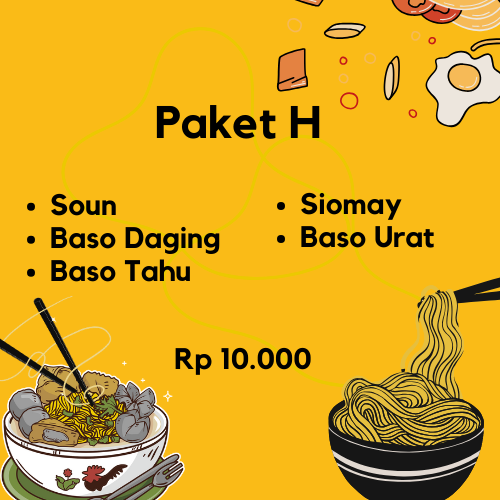 Paket H
Soun
Baso Daging
Baso Tahu
Siomay
Baso Urat
Rp 10.000